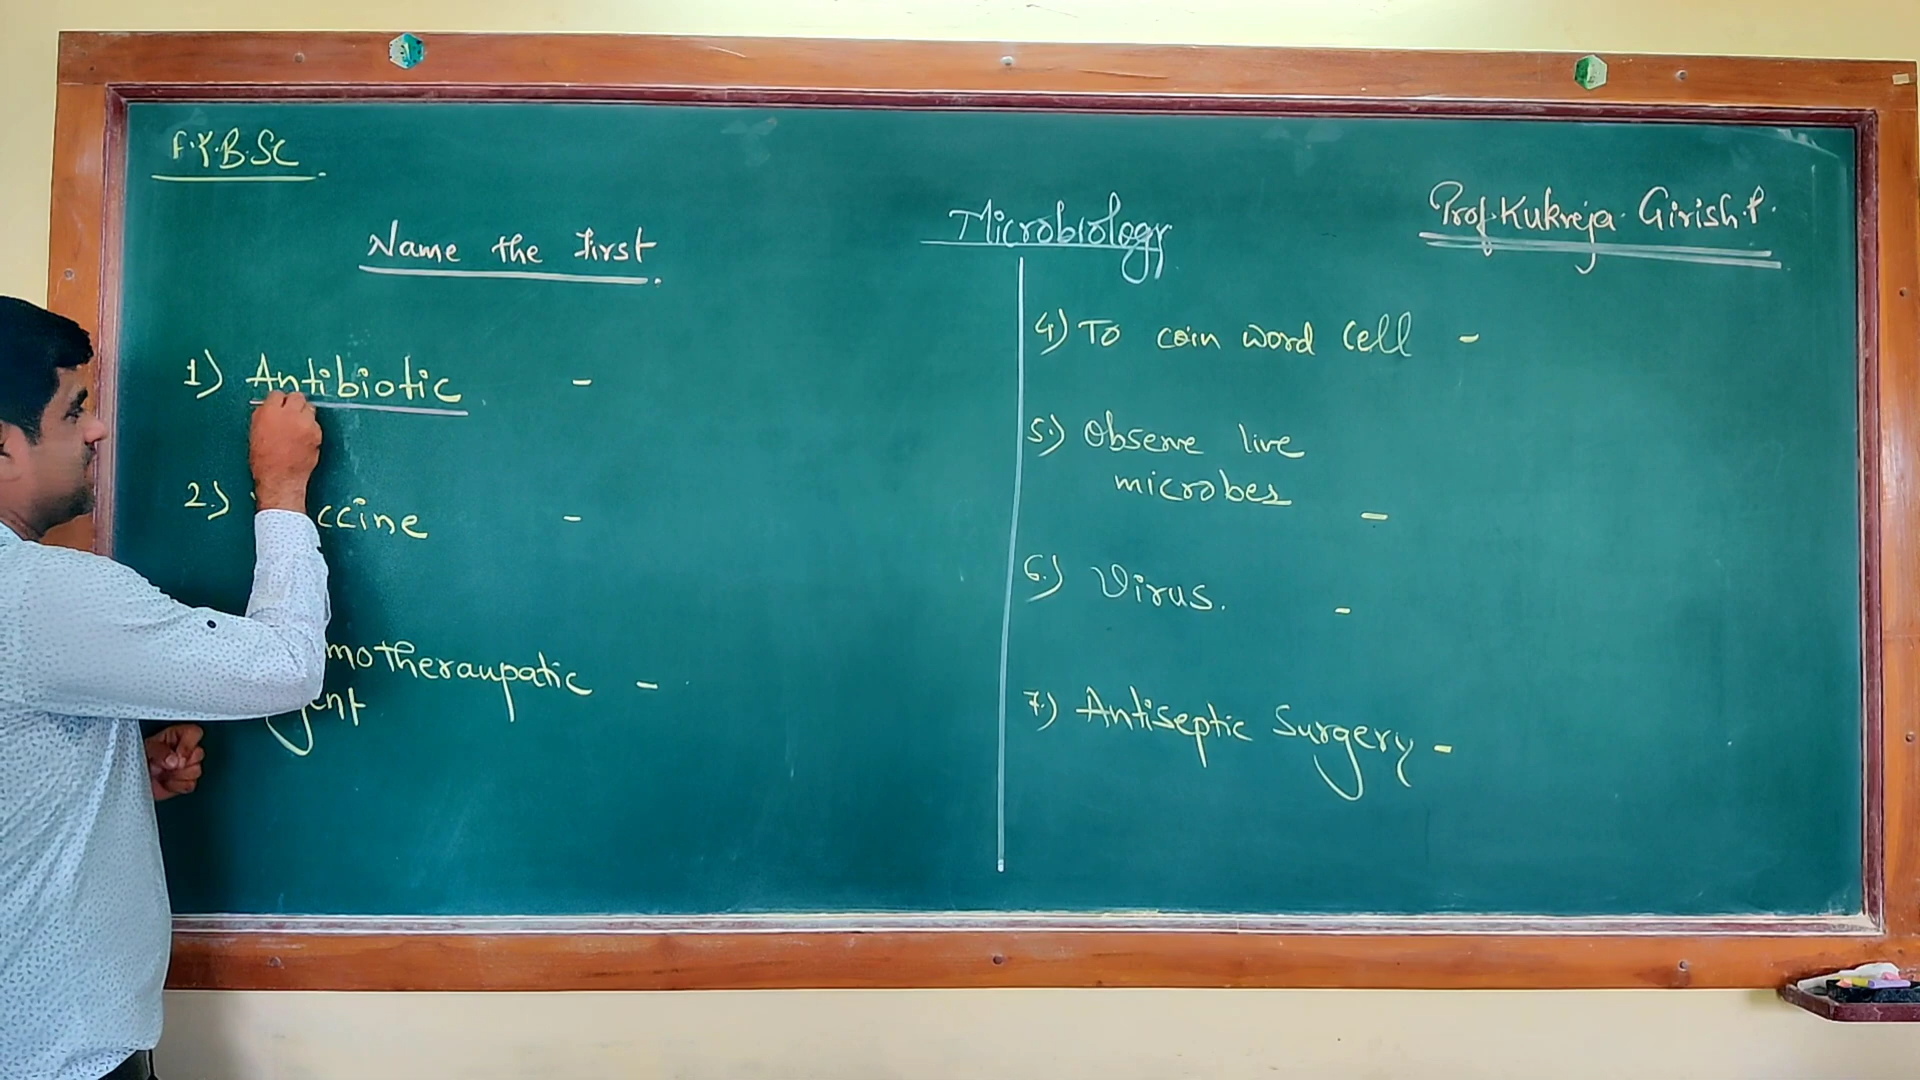 F.Y.B.SC
Name the First
Microbiology
Prof. Kukreja Girish.P.
1) Antibiotic -
2.) ccine -
motheraupatic -
gent
4) To coin word Cell -
5.) Observe live
microbes -
6.) Virus. -
7.) Antiseptic Surgery -